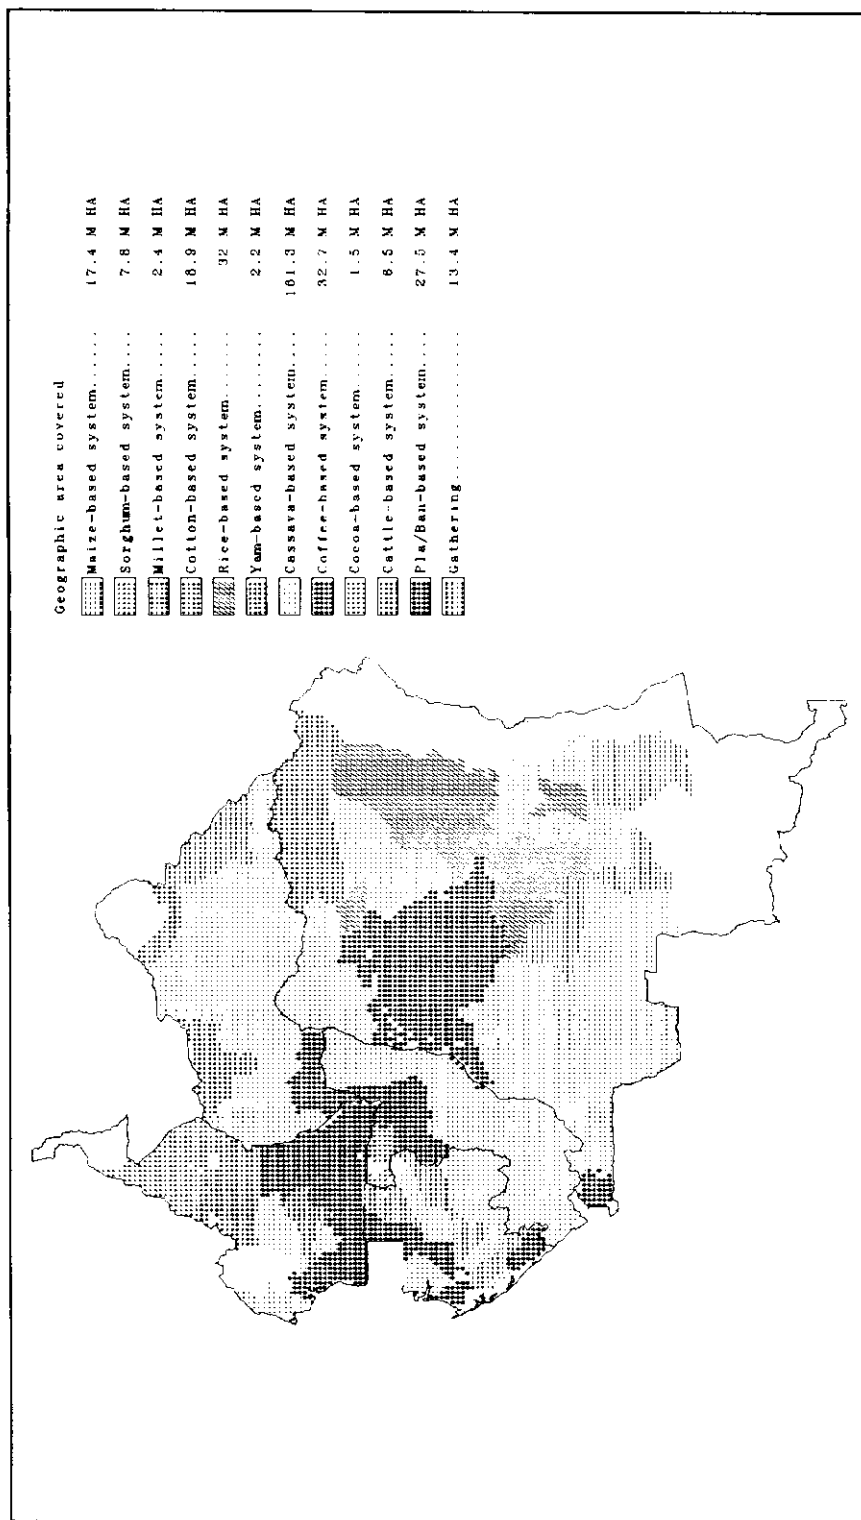 Geographic area covered
Maize-based system...... 17.4 M HA
Sorghum-based system..... 7.8 M HA
Millet-based system..... 2.4 M HA
Cotton-based system..... 18.9 M HA
Rice-based system....... 32 M HA
Yam-based system........ 2.2 M HA
Cassava-based system.... 161.3 M HA
Coffee-based system..... 32.7 M HA
Cocoa-based system...... 1.5 M HA
Cattle-based system..... 6.5 M HA
Pla/Ban-based system.... M HA
Gathering............... 13.4 M HA